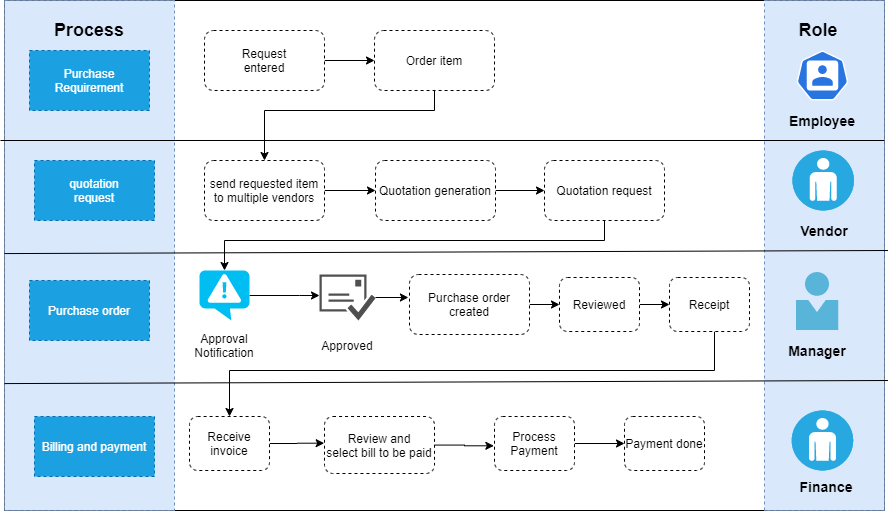 Process
Role
Purchase
Requirement
Request
entered
Order item
Employee
quotation
request
send requested item
to multiple vendors
Quotation generation
Quotation request
Vendor
Purchase order
Approval
Notification
Approved
Purchase order
created
Reviewed
Receipt
Manager
Billing and payment
Receive
invoice
Review and
select bill to be paid
Process
Payment
Payment done
Finance